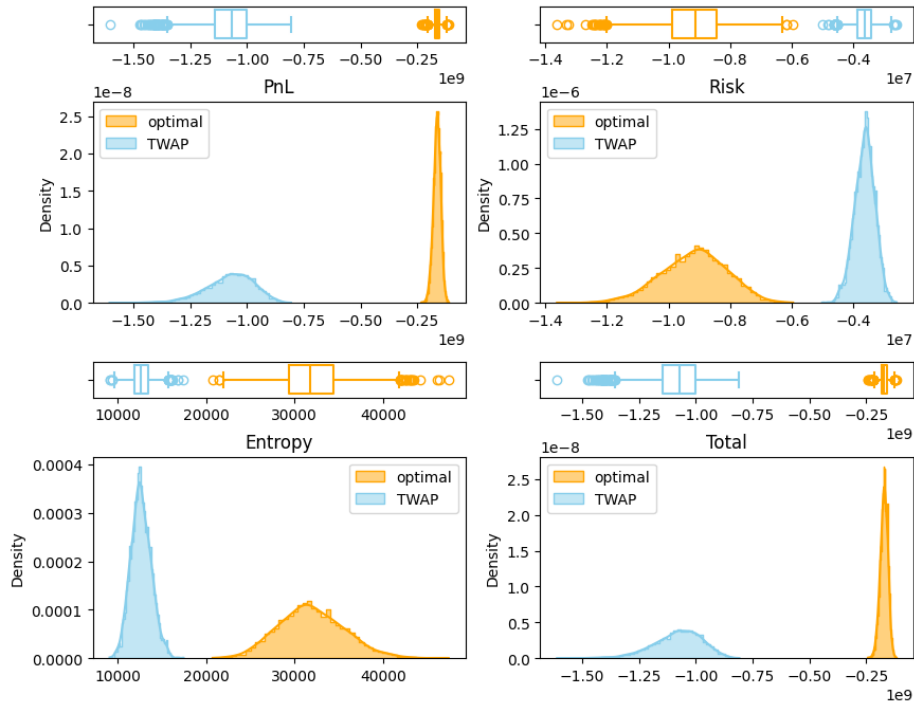 −1.50 −1.25 −1.00 −0.75 −0.50 −0.25
1e9
−1.4 −1.2 −1.0 −0.8 −0.6 −0.4
1e7
PnL
1e−8
optimal
TWAP
Density
2.5
2.0
1.5
1.0
0.5
0.0
−1.50 −1.25 −1.00 −0.75 −0.50 −0.25
1e9
Risk
1e−6
optimal
TWAP
Density
1.25
1.00
0.75
0.50
0.25
0.00
−1.4 −1.2 −1.0 −0.8 −0.6 −0.4
1e7
10000 20000 30000 40000
−1.50 −1.25 −1.00 −0.75 −0.50 −0.25
1e9
Entropy
optimal
TWAP
Density
0.0004
0.0003
0.0002
0.0001
0.0000
10000 20000 30000 40000
Total
1e−8
optimal
TWAP
Density
2.5
2.0
1.5
1.0
0.5
0.0
−1.50 −1.25 −1.00 −0.75 −0.50 −0.25
1e9